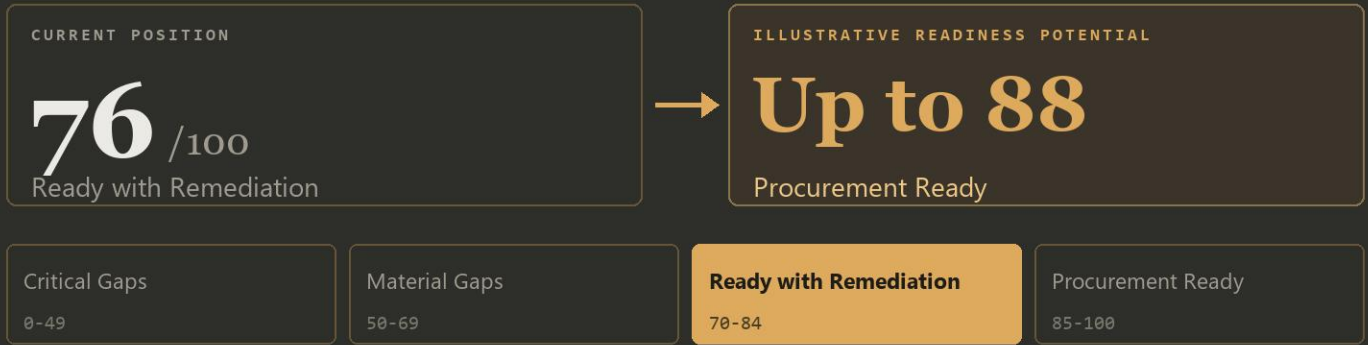 CURRENT POSITION
76 /100
Ready with Remediation
ILLUSTRATIVE READINESS POTENTIAL
Up to 88
Procurement Ready
Critical Gaps
0-49
Material Gaps
50-69
Ready with Remediation
70-84
Procurement Ready
85-100